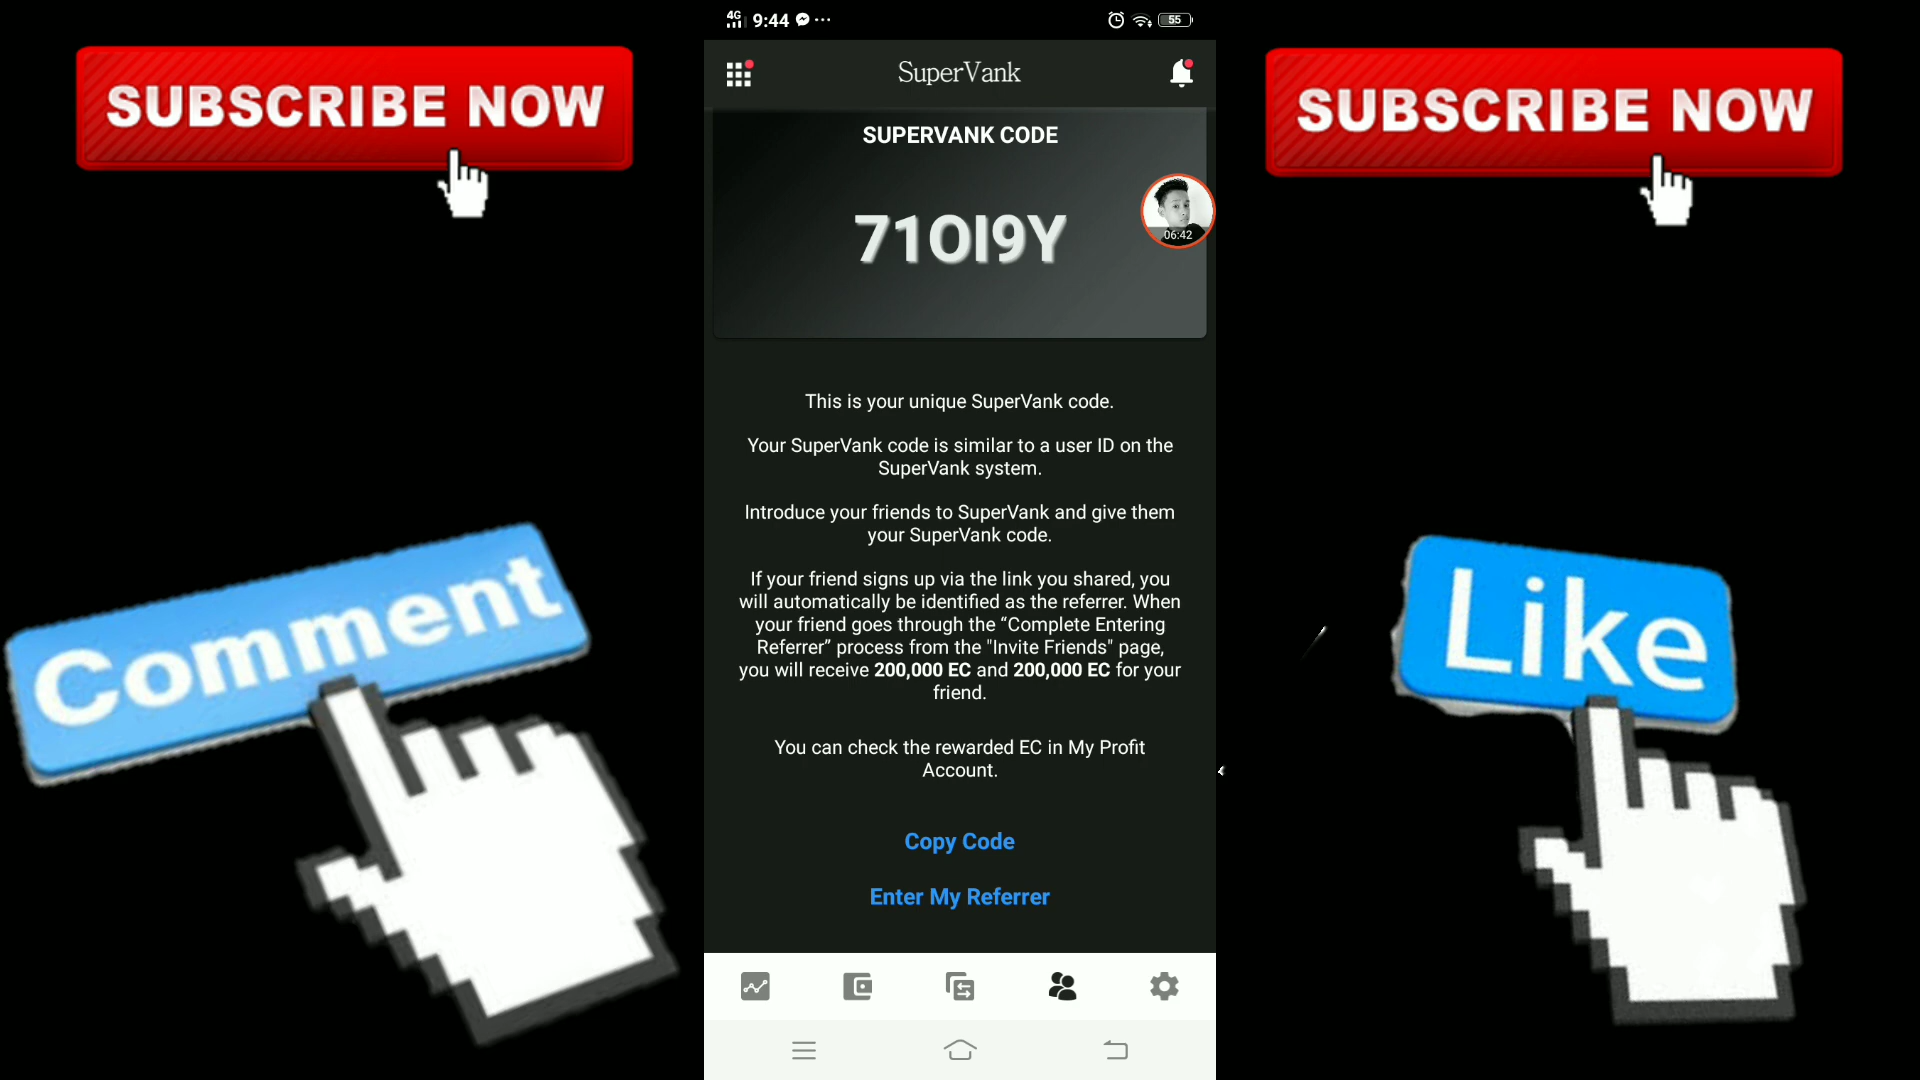 4G 9:44 55
SUBSCRIBE NOW
SUBSCRIBE NOW
SuperVank
SUPERVANK CODE
71OI9Y
06:42
This is your unique SuperVank code.
Your SuperVank code is similar to a user ID on the
SuperVank system.
Introduce your friends to SuperVank and give them
your SuperVank code.
If your friend signs up via the link you shared, you
will automatically be identified as the referrer. When
your friend goes through the “Complete Entering
Referrer” process from the "Invite Friends" page,
you will receive 200,000 EC and 200,000 EC for your
friend.
You can check the rewarded EC in My Profit
Account.
Copy Code
Enter My Referrer
Comment
Like